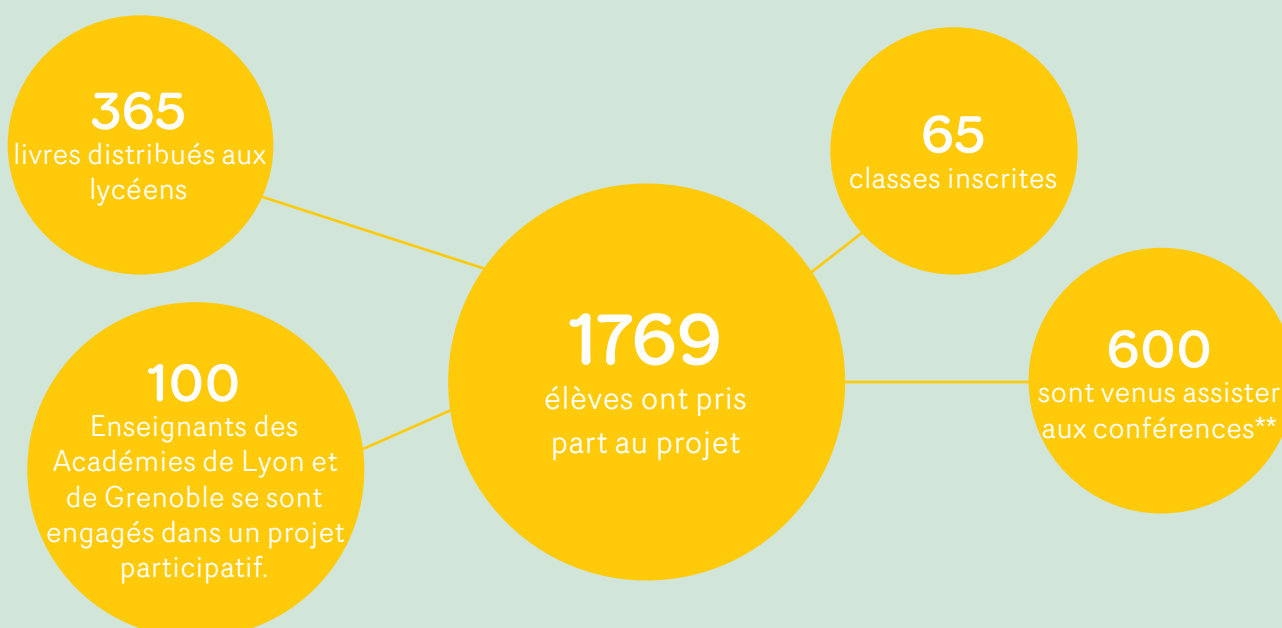 365
livres distribués aux
lycéens
65
classes inscrites
1769
élèves ont pris
part au projet
600
sont venus assister
aux conférences**
100
Enseignants des
Académies de Lyon et
de Grenoble se sont
engagés dans un projet
participatif.